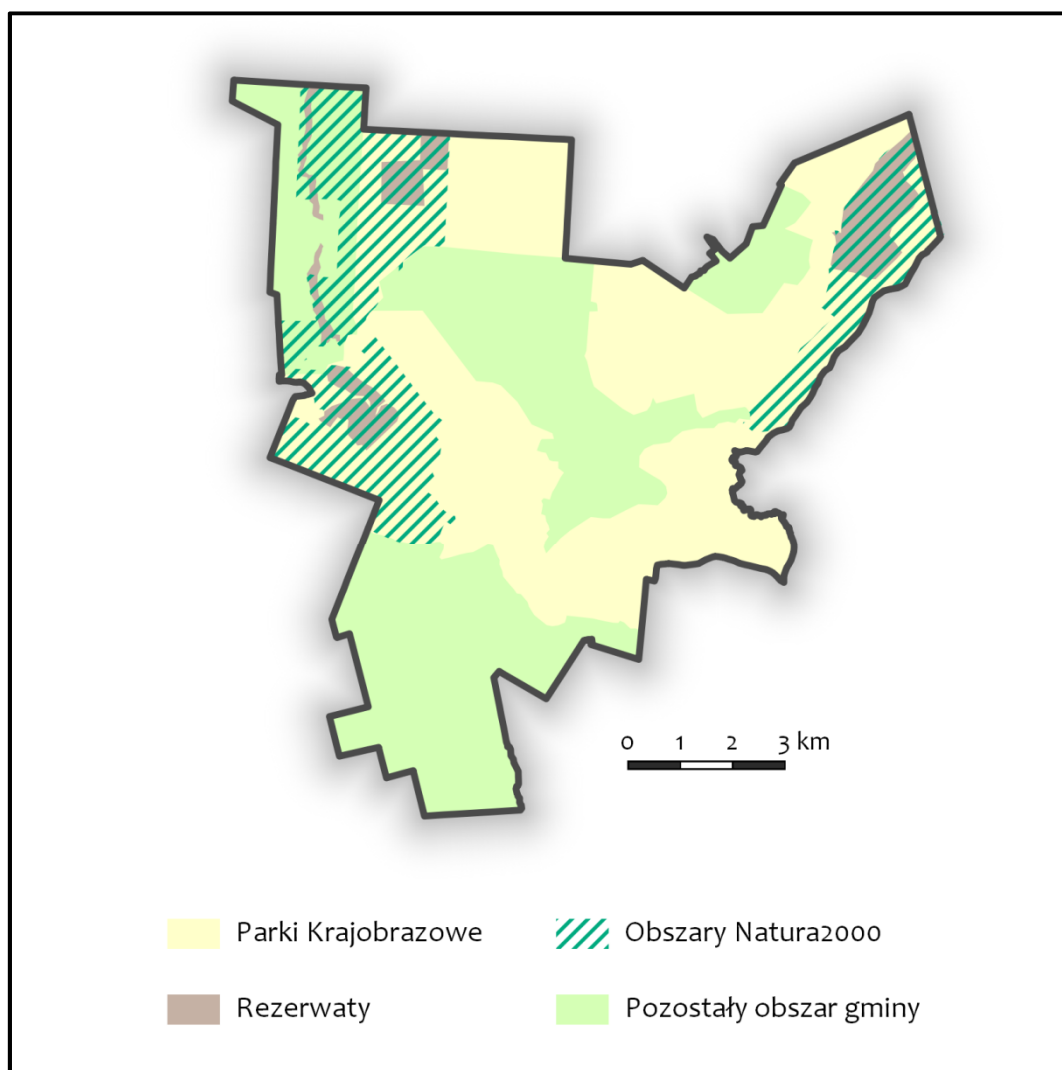 0 1 2 3 km
Parki Krajobrazowe
Obszary Natura2000
Rezerwaty
Pozostały obszar gminy